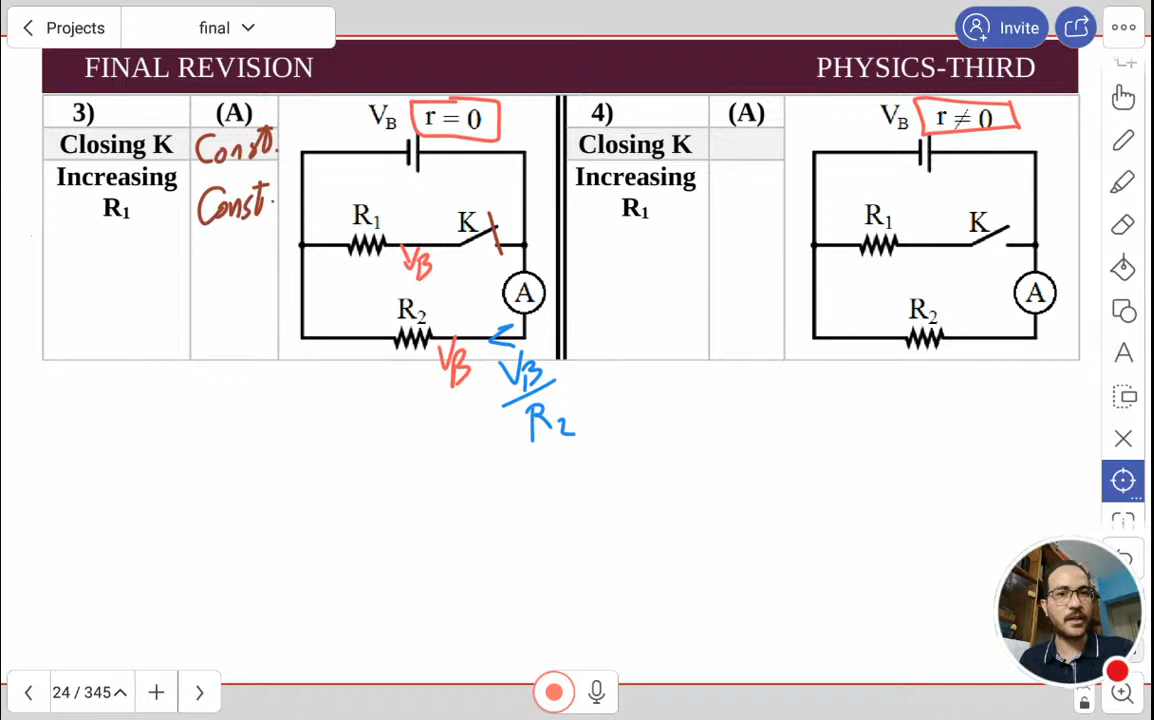 Projects
final
Invite
FINAL REVISION
PHYSICS-THIRD
3)
(A)
Closing K
Const.
Increasing
R1
Const.
VB
r = 0
R1
K
VB
A
R2
VB
VB
R2
4)
(A)
Closing K
Increasing
R1
VB
r ≠ 0
R1
K
A
R2
24 / 345